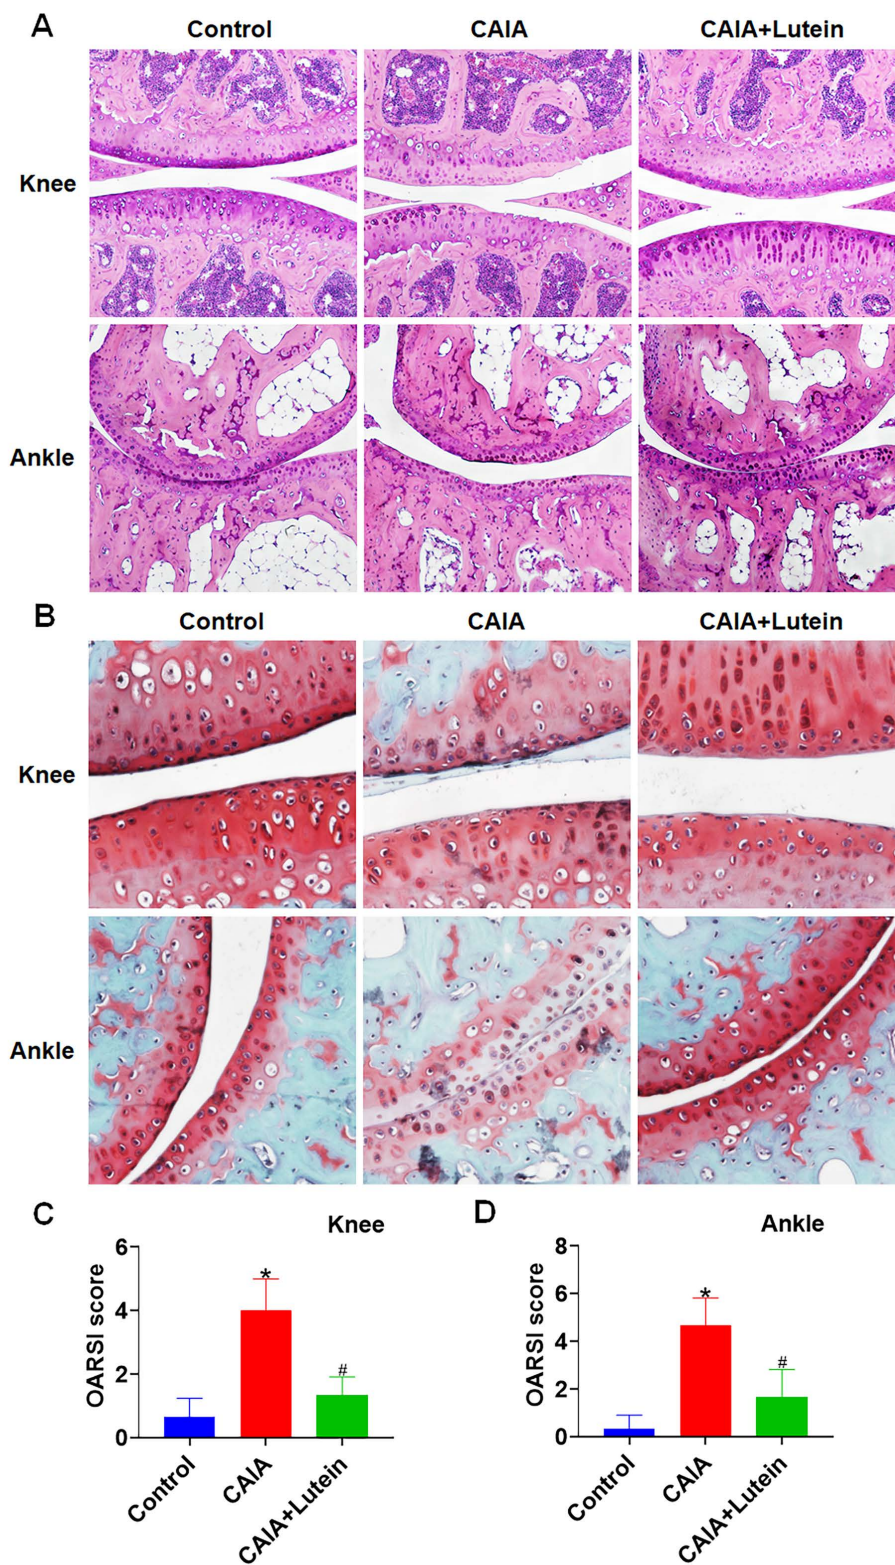 A
Control CAIA CAIA+Lutein
Knee
Ankle
B
Control CAIA CAIA+Lutein
Knee
Ankle
C
Knee
OARSI score
6
4
2
0
*
#
Control
CAIA
CAIA+Lutein
D
Ankle
OARSI score
8
6
4
2
0
*
#
Control
CAIA
CAIA+Lutein